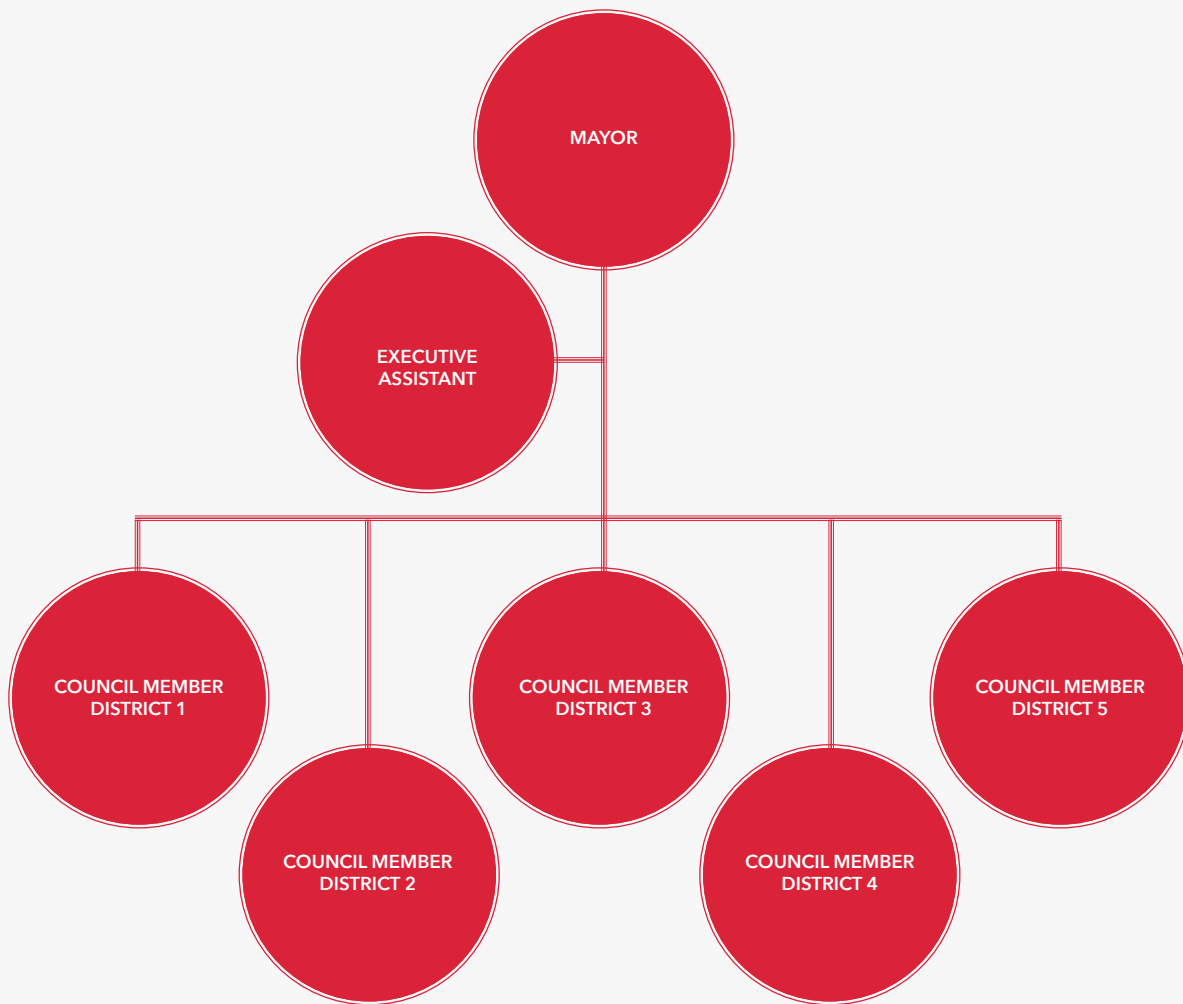 MAYOR
EXECUTIVE
ASSISTANT
COUNCIL MEMBER
DISTRICT 1
COUNCIL MEMBER
DISTRICT 2
COUNCIL MEMBER
DISTRICT 3
COUNCIL MEMBER
DISTRICT 4
COUNCIL MEMBER
DISTRICT 5